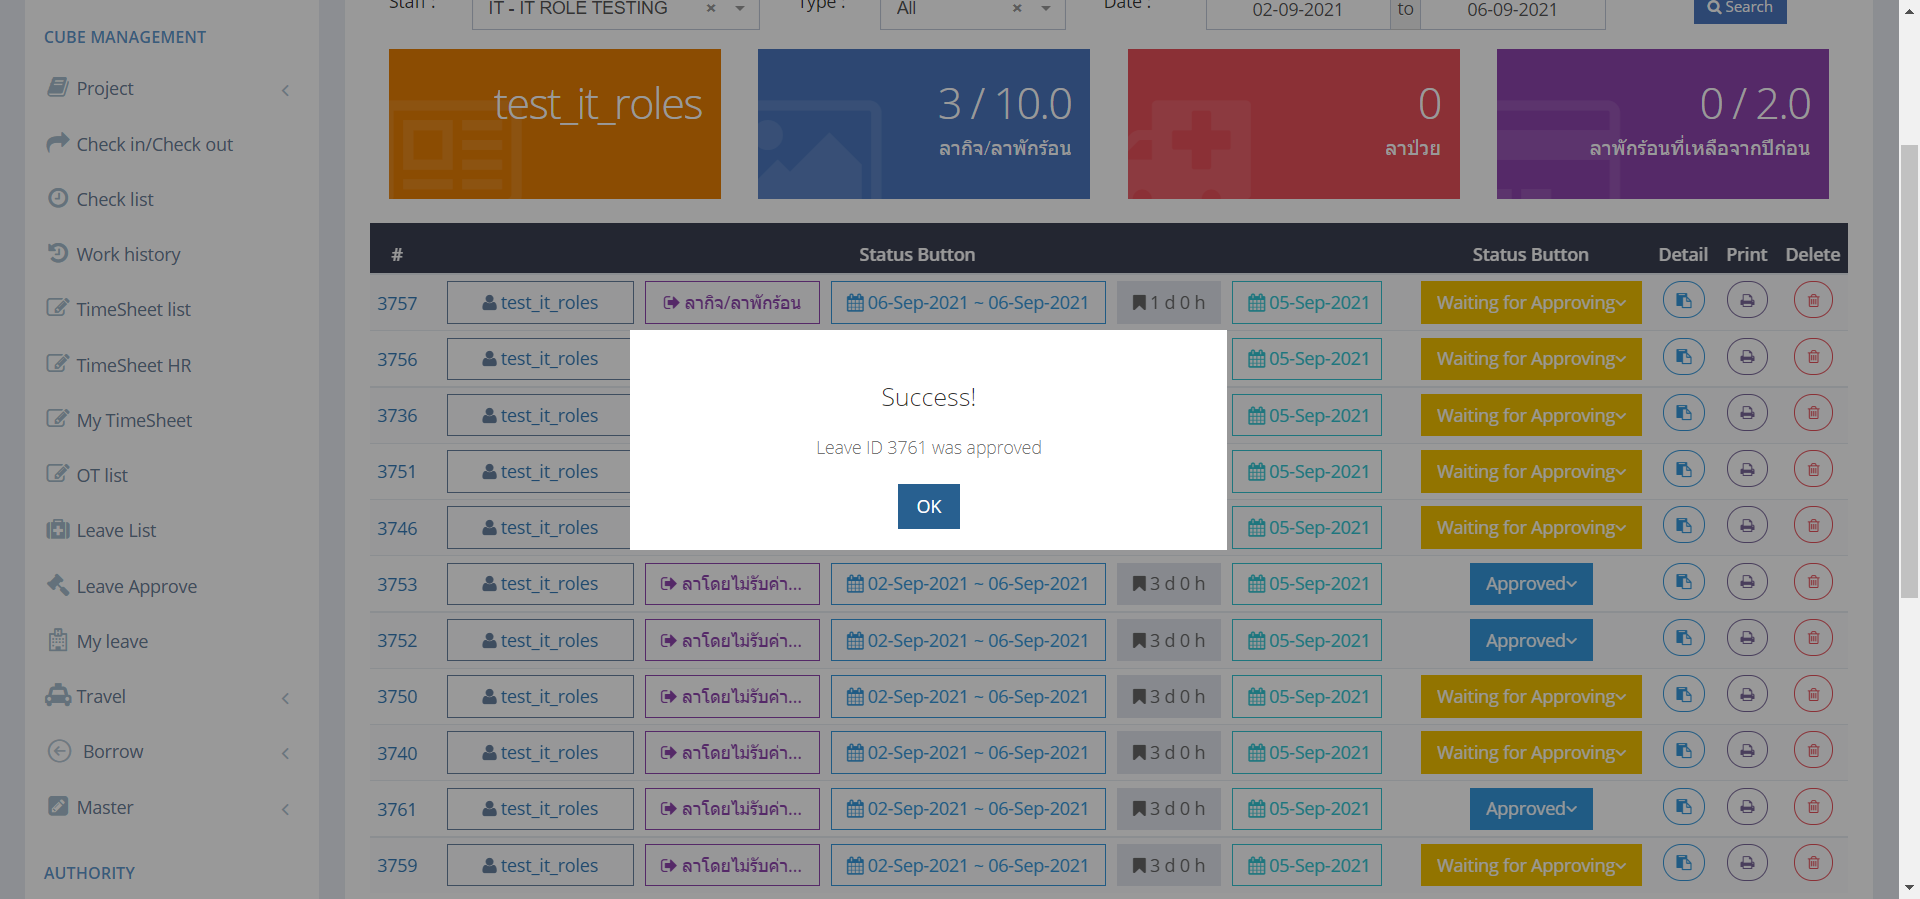 Staff :
IT - IT ROLE TESTING × Type : All × Date : 02-09-2021 to 06-09-2021 Search
CUBE MANAGEMENT
Project
Check in/Check out
Check list
Work history
TimeSheet list
TimeSheet HR
My TimeSheet
OT list
Leave List
Leave Approve
My leave
Travel
Borrow
Master
AUTHORITY
test_it_roles
3 / 10.0
ลากิจ/ลาพักร้อน
0
ลาป่วย
0 / 2.0
ลาพักร้อนที่เหลือจากปีก่อน
# Status Button Status Button Detail Print Delete
3757 test_it_roles ลากิจ/ลาพักร้อน 06-Sep-2021 ~ 06-Sep-2021 1 d 0 h 05-Sep-2021 Waiting for Approving
3756 test_it_roles 05-Sep-2021 Waiting for Approving
3736 test_it_roles 05-Sep-2021 Waiting for Approving
3751 test_it_roles 05-Sep-2021 Waiting for Approving
3746 test_it_roles 05-Sep-2021 Waiting for Approving
3753 test_it_roles ลาโดยไม่รับค่า... 02-Sep-2021 ~ 06-Sep-2021 3 d 0 h 05-Sep-2021 Approved
3752 test_it_roles ลาโดยไม่รับค่า... 02-Sep-2021 ~ 06-Sep-2021 3 d 0 h 05-Sep-2021 Approved
3750 test_it_roles ลาโดยไม่รับค่า... 02-Sep-2021 ~ 06-Sep-2021 3 d 0 h 05-Sep-2021 Waiting for Approving
3740 test_it_roles ลาโดยไม่รับค่า... 02-Sep-2021 ~ 06-Sep-2021 3 d 0 h 05-Sep-2021 Waiting for Approving
3761 test_it_roles ลาโดยไม่รับค่า... 02-Sep-2021 ~ 06-Sep-2021 3 d 0 h 05-Sep-2021 Approved
3759 test_it_roles ลาโดยไม่รับค่า... 02-Sep-2021 ~ 06-Sep-2021 3 d 0 h 05-Sep-2021 Waiting for Approving
Success!
Leave ID 3761 was approved
OK